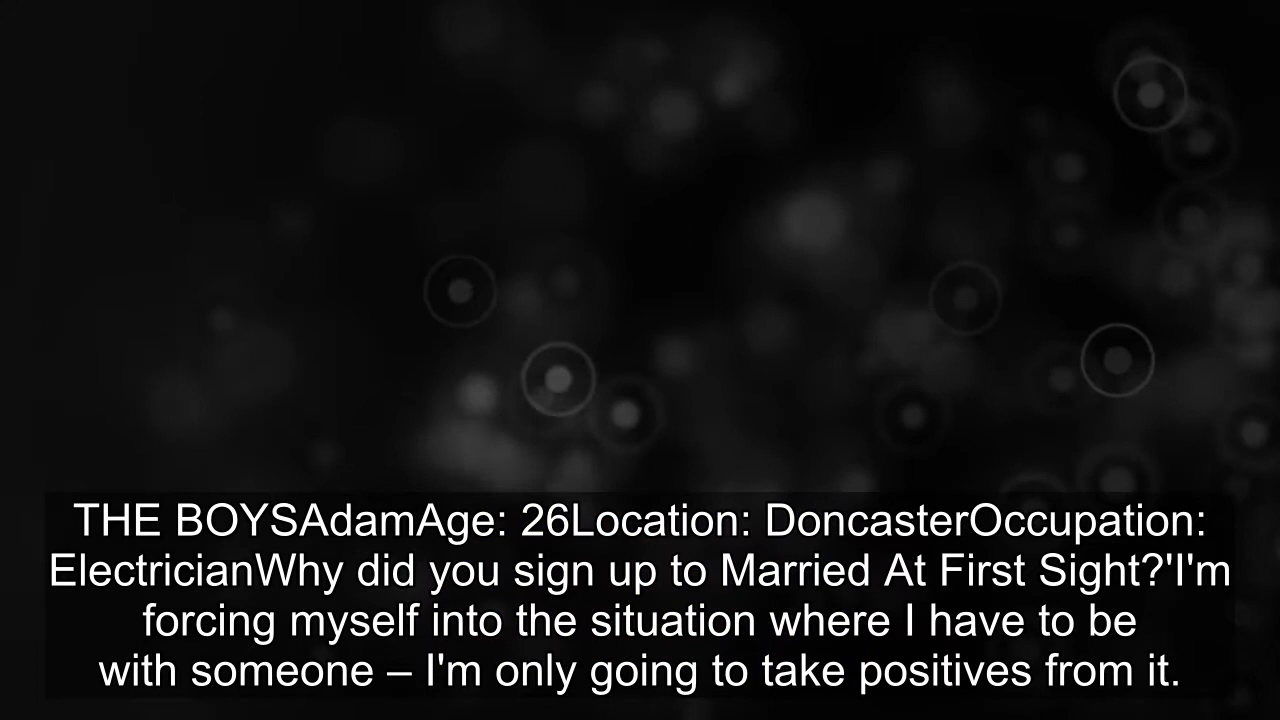 THE BOYSAdamAge: 26Location: DoncasterOccupation:
ElectricianWhy did you sign up to Married At First Sight?'I'm
forcing myself into the situation where I have to be
with someone – I'm only going to take positives from it.